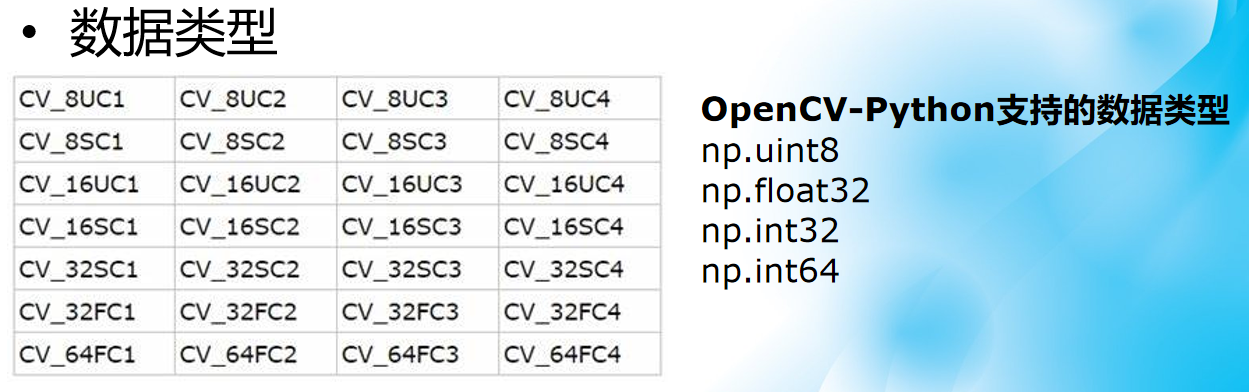 • 数据类型
CV_8UC1 CV_8UC2 CV_8UC3 CV_8UC4
CV_8SC1 CV_8SC2 CV_8SC3 CV_8SC4
CV_16UC1 CV_16UC2 CV_16UC3 CV_16UC4
CV_16SC1 CV_16SC2 CV_16SC3 CV_16SC4
CV_32SC1 CV_32SC2 CV_32SC3 CV_32SC4
CV_32FC1 CV_32FC2 CV_32FC3 CV_32FC4
CV_64FC1 CV_64FC2 CV_64FC3 CV_64FC4
OpenCV-Python支持的数据类型
np.uint8
np.float32
np.int32
np.int64